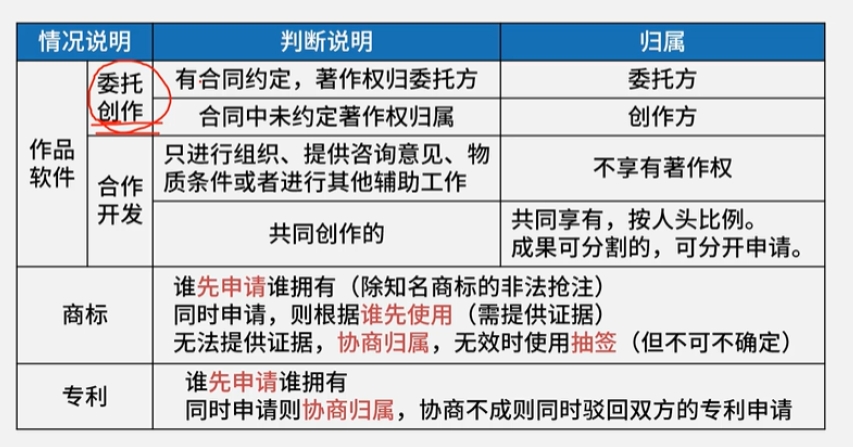 情况说明 判断说明 归属
作品软件
委托创作
有合同约定，著作权归委托方 委托方
合同中未约定著作权归属 创作方
合作开发
只进行组织、提供咨询意见、物
质条件或者进行其他辅助工作
不享有著作权
共同创作的
共同享有，按人头比例。
成果可分割的，可分开申请。
商标
谁先申请谁拥有（除知名商标的非法抢注）
同时申请，则根据谁先使用（需提供证据）
无法提供证据，协商归属，无效时使用抽签（但不可不确定）
专利
谁先申请谁拥有
同时申请则协商归属，协商不成则同时驳回双方的专利申请